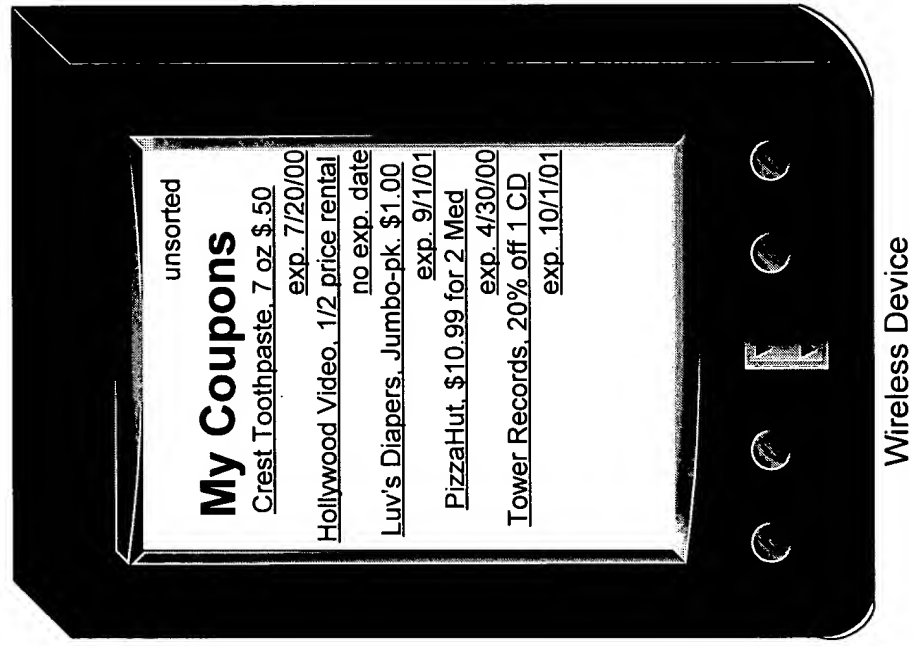 unsorted
My Coupons
Crest Toothpaste, 7 oz $.50
exp. 7/20/00
Hollywood Video, 1/2 price rental
no exp. date
Luv's Diapers, Jumbo-pk. $1.00
exp. 9/1/01
PizzaHut, $10.99 for 2 Med
exp. 4/30/00
Tower Records, 20% off 1 CD
exp. 10/1/01
Wireless Device